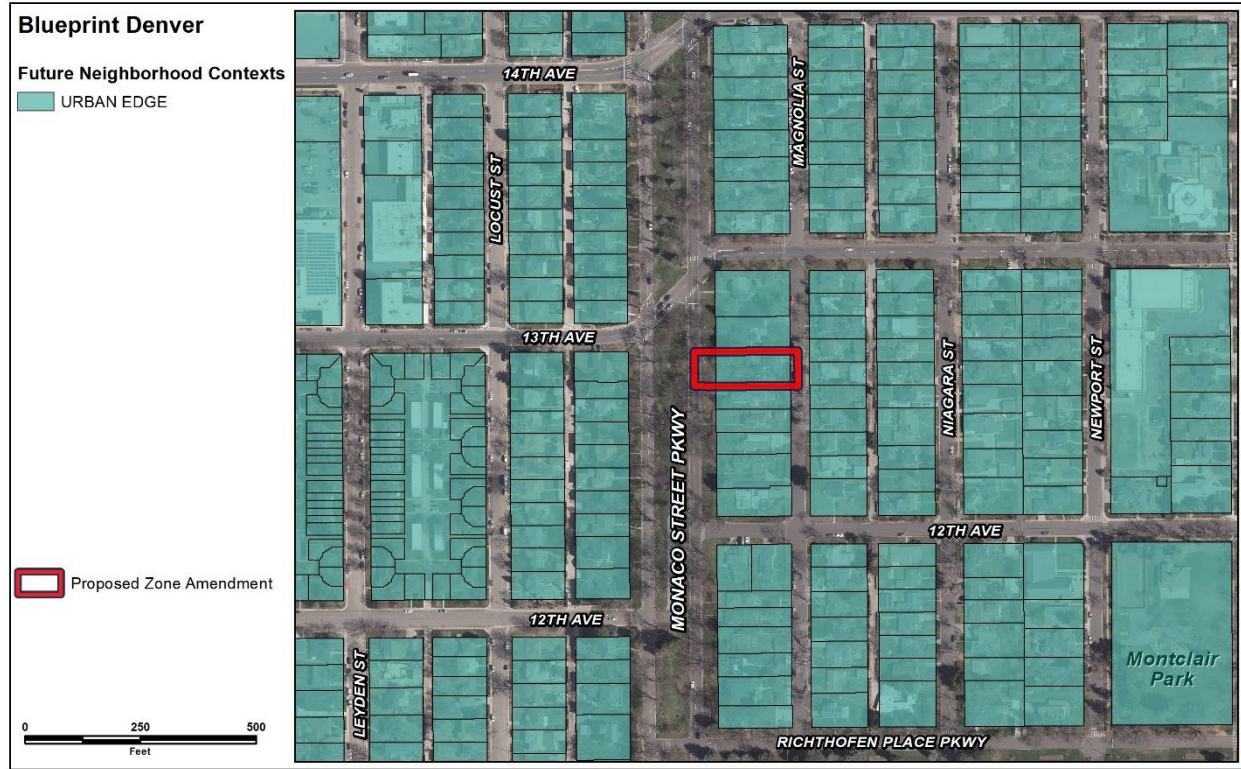 Blueprint Denver
Future Neighborhood Contexts
URBAN EDGE
Proposed Zone Amendment
0 250 500
Feet
14TH AVE
MAGNOLIA ST
LOCUST ST
13TH AVE
NIAGARA ST
NEWPORT ST
MONACO STREET PKWY
12TH AVE
12TH AVE
LEYDEN ST
Montclair
Park
RICHTHOFEN PLACE PKWY